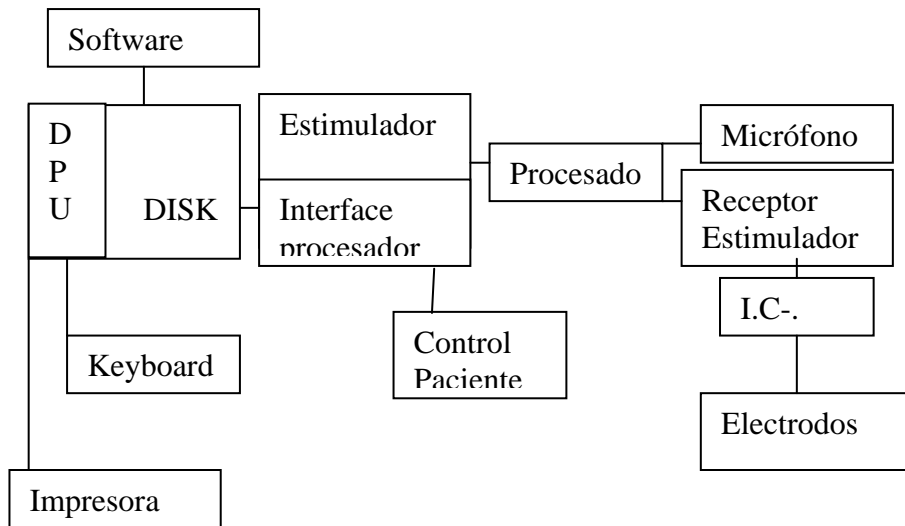 Software
D
P
U
DISK
Estimulador
Interface
procesador
Procesado
Micrófono
Receptor
Estimulador
I.C-.
Control
Paciente
Keyboard
Electrodos
Impresora